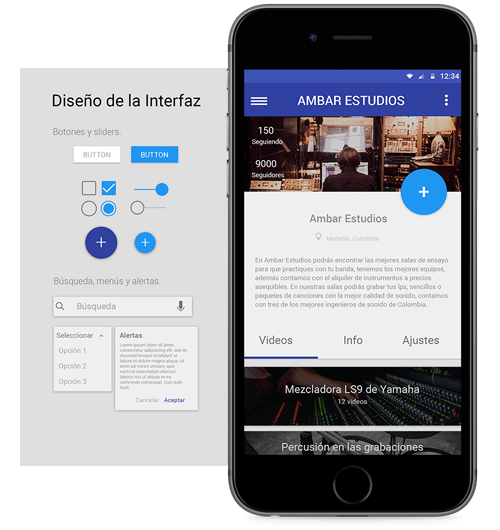 Diseño de la Interfaz
Botones y sliders.
BUTTON
BUTTON
Búsqueda, menús y alertas.
Búsqueda
Seleccionar
Opción 1
Opción 2
Opción 3
Alertas
Lorem ipsum dolor sit amet,
consectetur adipisicing elit, sed do
eiusmod tempor incididunt ut
labore et dolore magna aliqua. Ut
enim ad minim veniam, quis
nostrud exercitation ullamco
laboris nisi ut aliquip ex ea
commodo consequat. Duis aute
irure.
Cancelar Aceptar
12:34
AMBAR ESTUDIOS
150
Seguiendo
9000
Seguidores
Ambar Estudios
Medellín, Colombia
En Ambar Estudios podrás encontrar las mejores salas de ensayo
para que practiques con tu banda, tenemos los mejores equipos,
además contamos con el alquiler de instrumentos a precios
asequibles. En nuestras salas podrás grabar tus lps, sencillos o
paquetes de canciones con la mejor calidad de sonido, contamos
con tres de los mejores ingenieros de sonido de Colombia.
Videos Info Ajustes
Mezcladora LS9 de Yamaha
12 videos
Percusión en las grabaciones